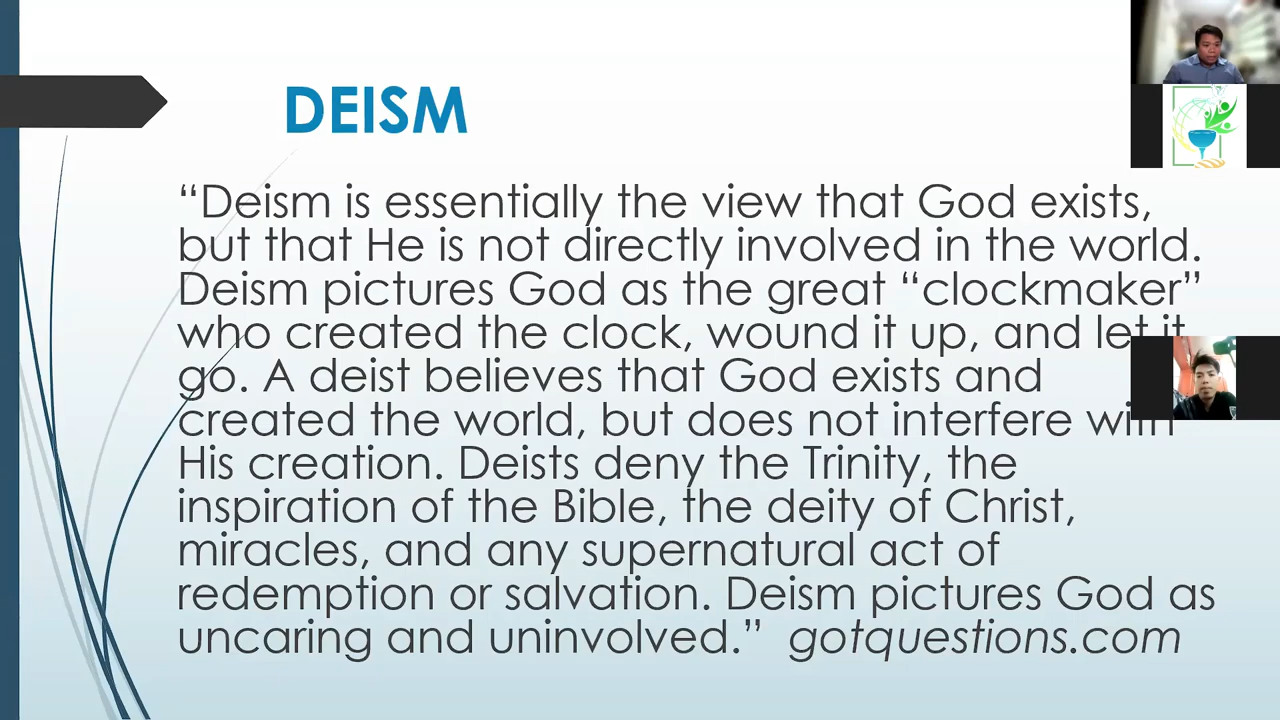 DEISM
“Deism is essentially the view that God exists,
but that He is not directly involved in the world.
Deism pictures God as the great “clockmaker”
who created the clock, wound it up, and let it
go. A deist believes that God exists and
created the world, but does not interfere with
His creation. Deists deny the Trinity, the
inspiration of the Bible, the deity of Christ,
miracles, and any supernatural act of
redemption or salvation. Deism pictures God as
uncaring and uninvolved.” gotquestions.com